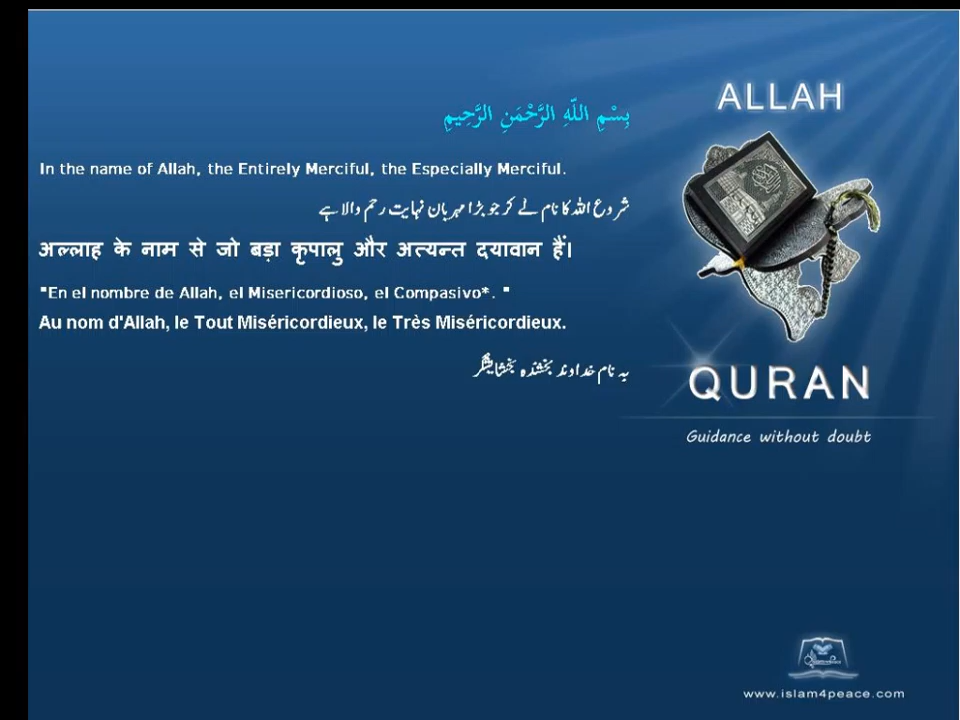 بِسْمِ اللَّهِ الرَّحْمَنِ الرَّحِيمِ
In the name of Allah, the Entirely Merciful, the Especially Merciful.
شروع اللہ کا نام لے کر جو بڑا مہربان نہایت رحم والا ہے
अल्लाह के नाम से जो बड़ा कृपालु और अत्यन्त दयावान हैं।
"En el nombre de Allah, el Misericordioso, el Compasivo*. "
Au nom d'Allah, le Tout Miséricordieux, le Très Miséricordieux.
به نام خداوند بخشنده بخشایشگر
ALLAH
QURAN
Guidance without doubt
www.islam4peace.com